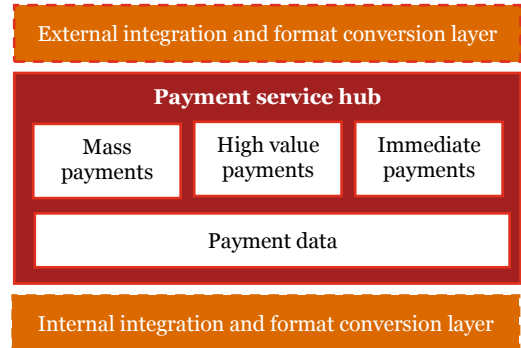 External integration and format conversion layer
Payment service hub
Mass
payments
High value
payments
Immediate
payments
Payment data
Internal integration and format conversion layer